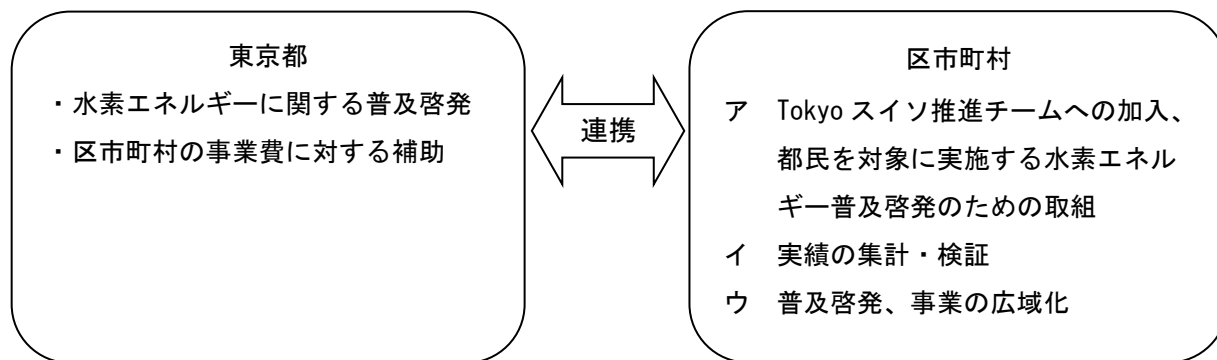 東京都
・水素エネルギーに関する普及啓発
・区市町村の事業費に対する補助
連携
区市町村
ア　Tokyo スイソ推進チームへの加入、
都民を対象に実施する水素エネル
ギー普及啓発のための取組
イ　実績の集計・検証
ウ　普及啓発、事業の広域化